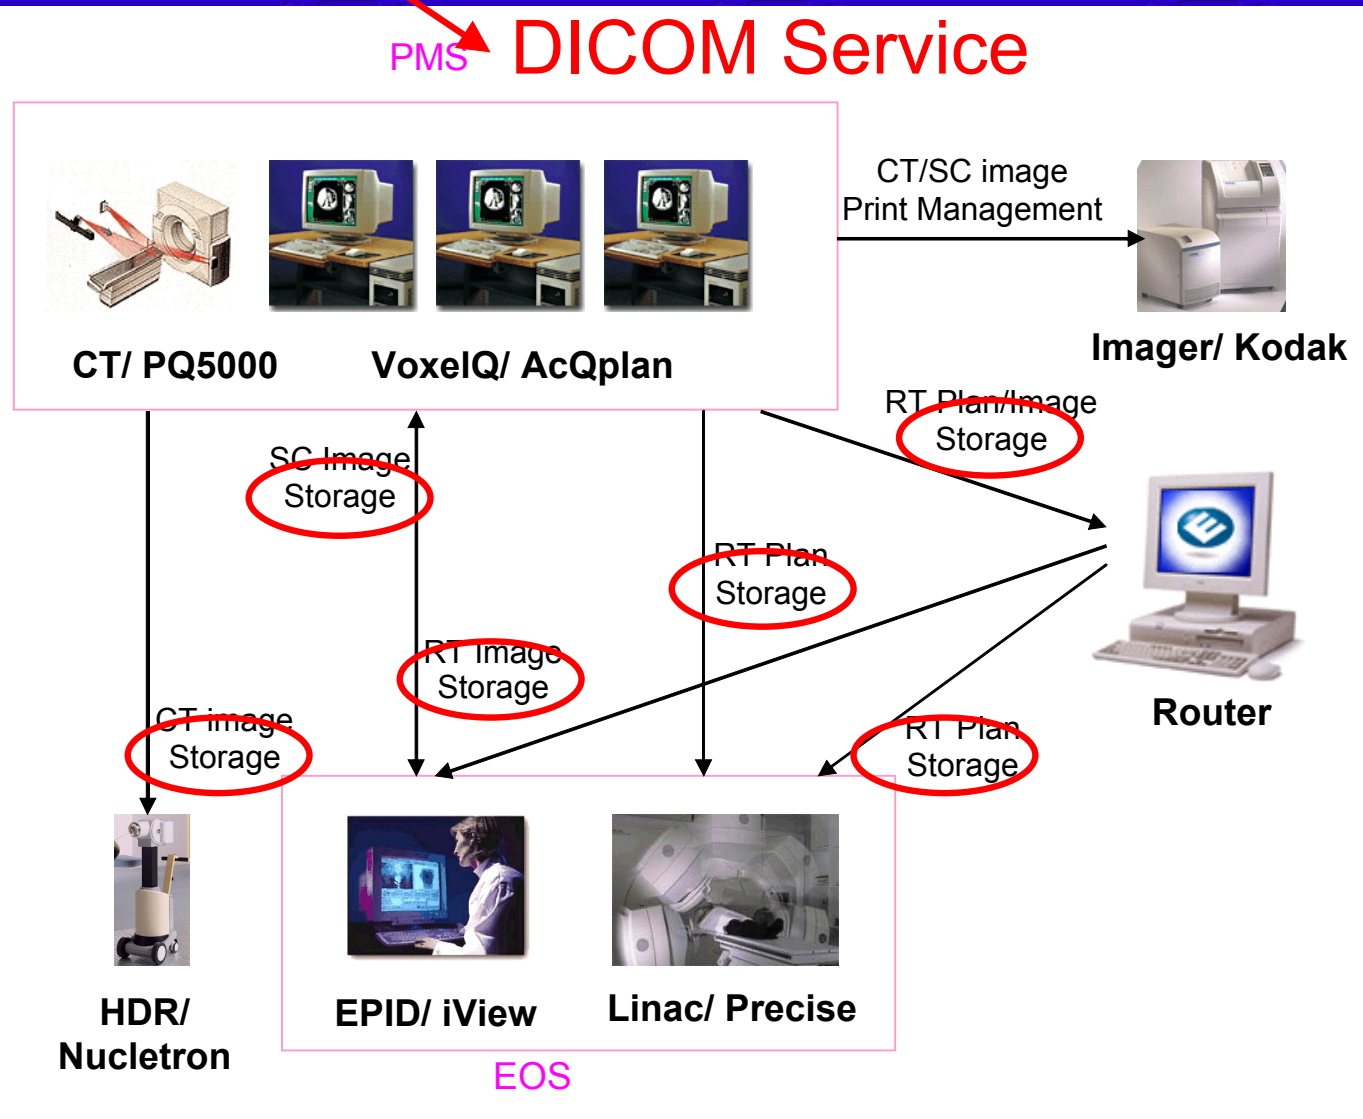 PMS
DICOM Service
CT/SC image
Print Management
CT/ PQ5000
VoxelQ/ AcQplan
Imager/ Kodak
RT Plan/Image
Storage
SC Image
Storage
RT Plan
Storage
RT Image
Storage
CT image
Storage
RT Plan
Storage
Router
HDR/
Nucletron
EPID/ iView
Linac/ Precise
EOS